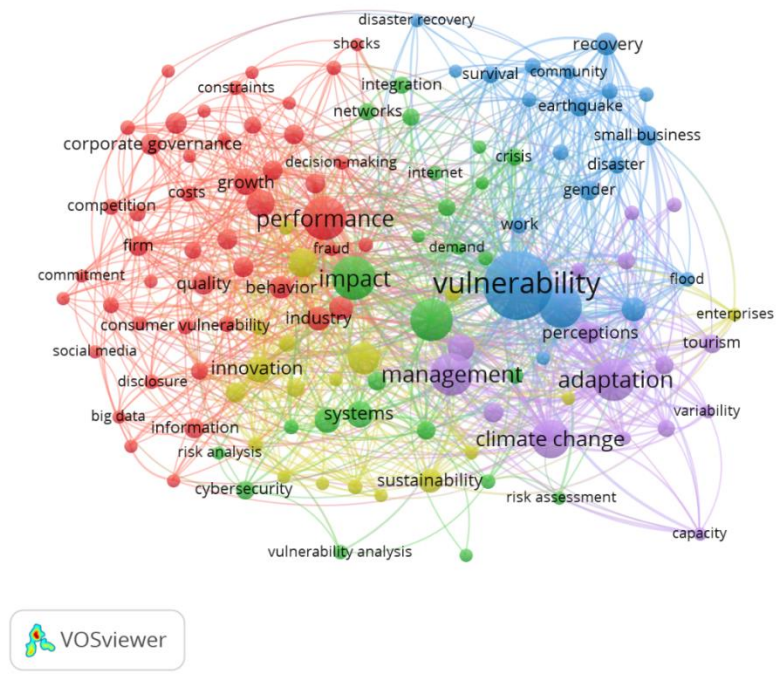 disaster recovery
shocks
recovery
constraints
integration
survival
community
networks
earthquake
corporate governance
small business
decision-making
crisis
disaster
internet
growth
costs
gender
competition
performance
work
firm
fraud
demand
commitment
impact
vulnerability
flood
quality
behavior
enterprises
consumer vulnerability
industry
perceptions
tourism
social media
innovation
management
adaptation
disclosure
big data
systems
variability
information
climate change
risk analysis
cybersecurity
sustainability
risk assessment
capacity
vulnerability analysis
VOSviewer